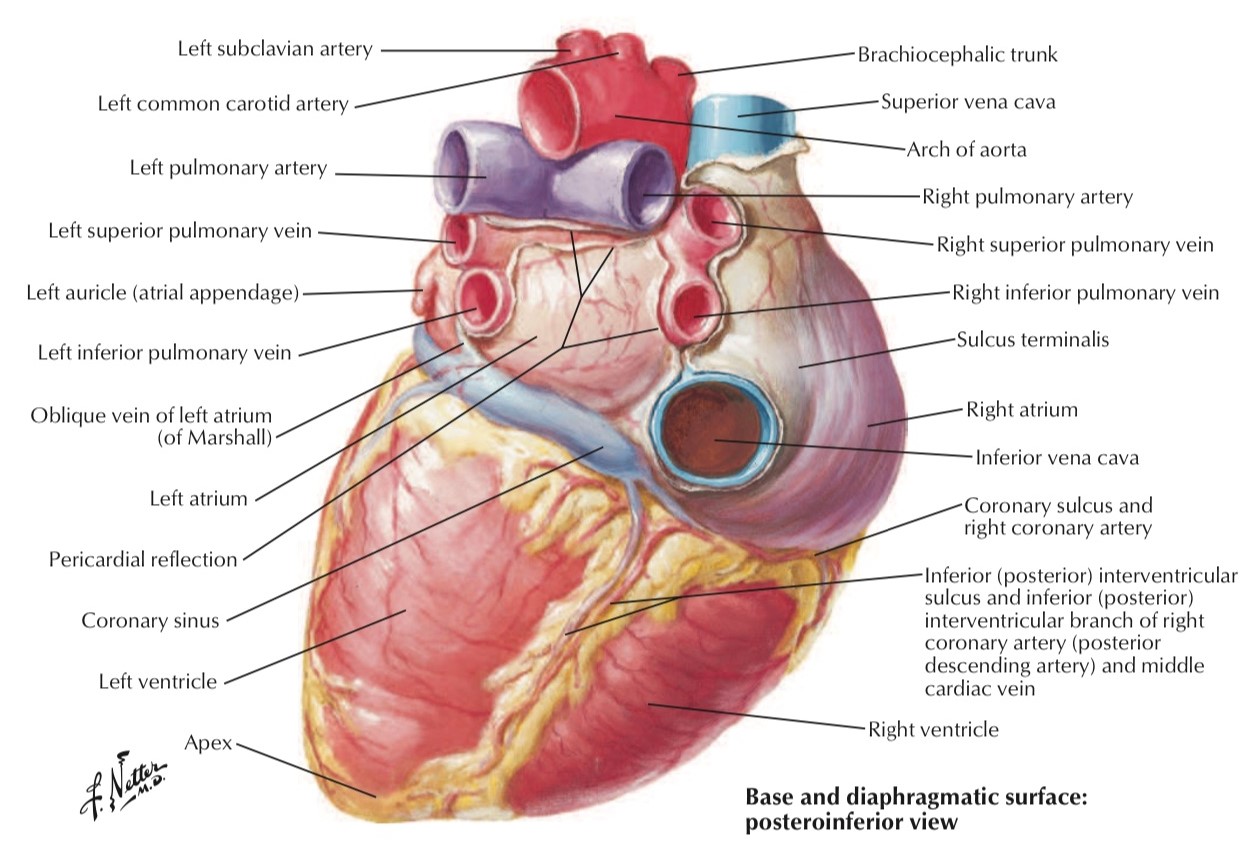 Left subclavian artery
Left common carotid artery
Left pulmonary artery
Left superior pulmonary vein
Left auricle (atrial appendage)
Left inferior pulmonary vein
Oblique vein of left atrium
(of Marshall)
Left atrium
Pericardial reflection
Coronary sinus
Left ventricle
Apex
Brachiocephalic trunk
Superior vena cava
Arch of aorta
Right pulmonary artery
Right superior pulmonary vein
Right inferior pulmonary vein
Sulcus terminalis
Right atrium
Inferior vena cava
Coronary sulcus and
right coronary artery
Inferior (posterior) interventricular
sulcus and inferior (posterior)
interventricular branch of right
coronary artery (posterior
descending artery) and middle
cardiac vein
Right ventricle
F. Netter
M.D.
Base and diaphragmatic surface:
posteroinferior view